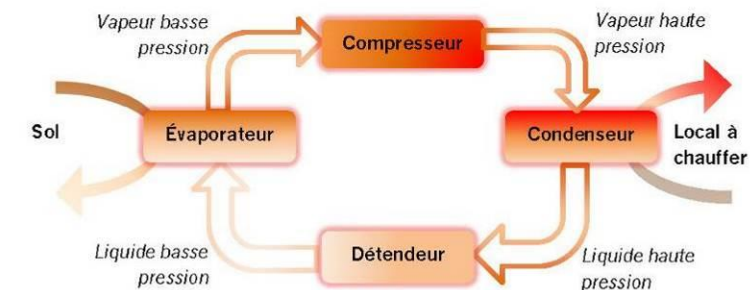 Vapeur basse
pression
Compresseur
Vapeur haute
pression
Sol
Évaporateur
Condenseur
Local à
chauffer
Liquide basse
pression
Détendeur
Liquide haute
pression